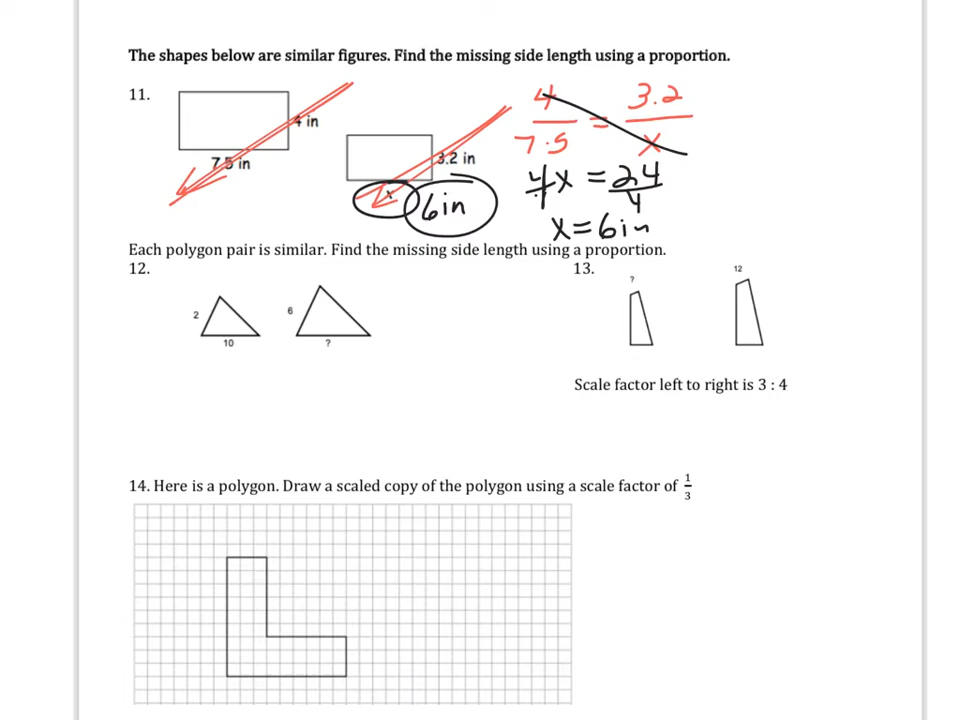 The shapes below are similar figures. Find the missing side length using a proportion.
11.
4 in
7.5 in
3.2 in
x
6in
4/7.5 = 3.2/x
4x = 24/4
x=6in
Each polygon pair is similar. Find the missing side length using a proportion.
12.
2
10
6
?
13.
?
12
Scale factor left to right is 3 : 4
14. Here is a polygon. Draw a scaled copy of the polygon using a scale factor of 1/3